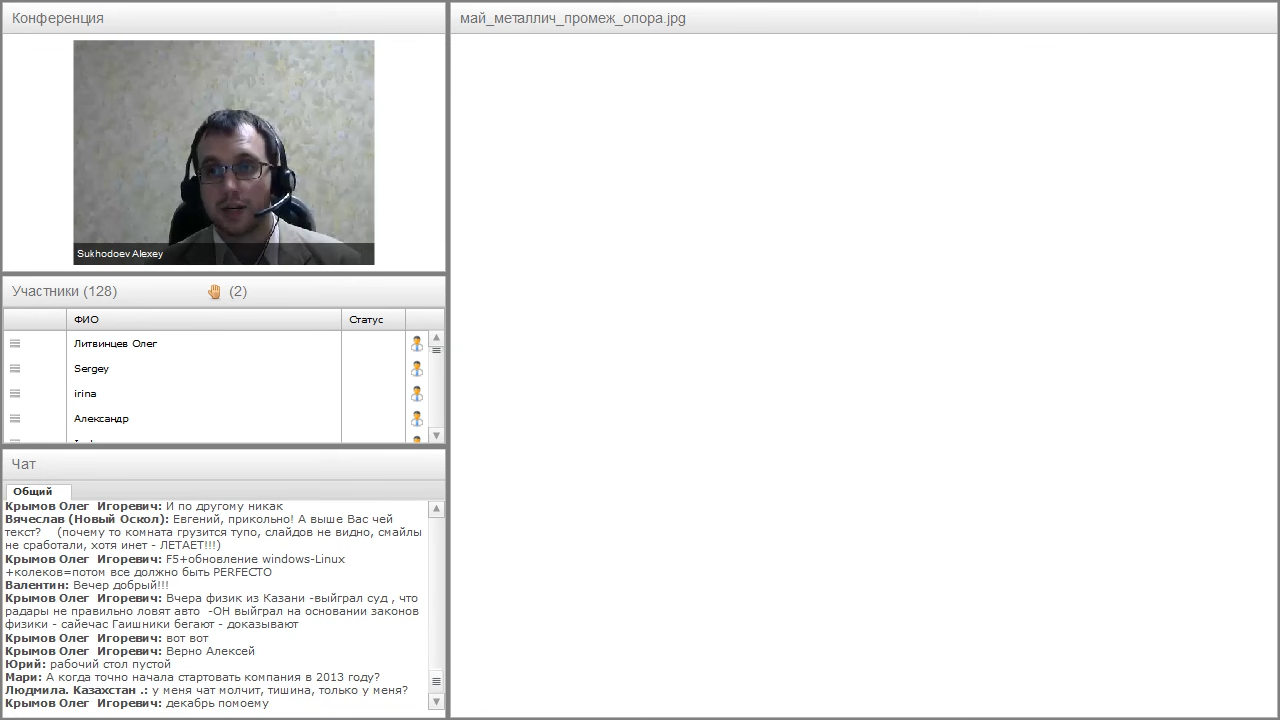 Конференция
май_металлич_промеж_опора.jpg
Sukhodoev Alexey
Участники (128) (2)
ФИО Статус
Литвинцев Олег
Sergey
irina
Александр
Чат
Общий
Крымов Олег Игоревич: И по другому никак
Вячеслав (Новый Оскол): Евгений, прикольно! А выше Вас чей
текст? (почему то комната грузится тупо, слайдов не видно, смайлы
не сработали, хотя инет - ЛЕТАЕТ!!!)
Крымов Олег Игоревич: F5+обновление windows-Linux
+колеков=потом все должно быть PERFECTO
Валентин: Вечер добрый!!!
Крымов Олег Игоревич: Вчера физик из Казани -выйграл суд , что
радары не правильно ловят авто -ОН выйграл на основании законов
физики - сайечас Гаишники бегают - доказывают
Крымов Олег Игоревич: вот вот
Крымов Олег Игоревич: Верно Алексей
Юрий: рабочий стол пустой
Мари: А когда точно начала стартовать компания в 2013 году?
Людмила. Казахстан .: у меня чат молчит, тишина, только у меня?
Крымов Олег Игоревич: декабрь помоему